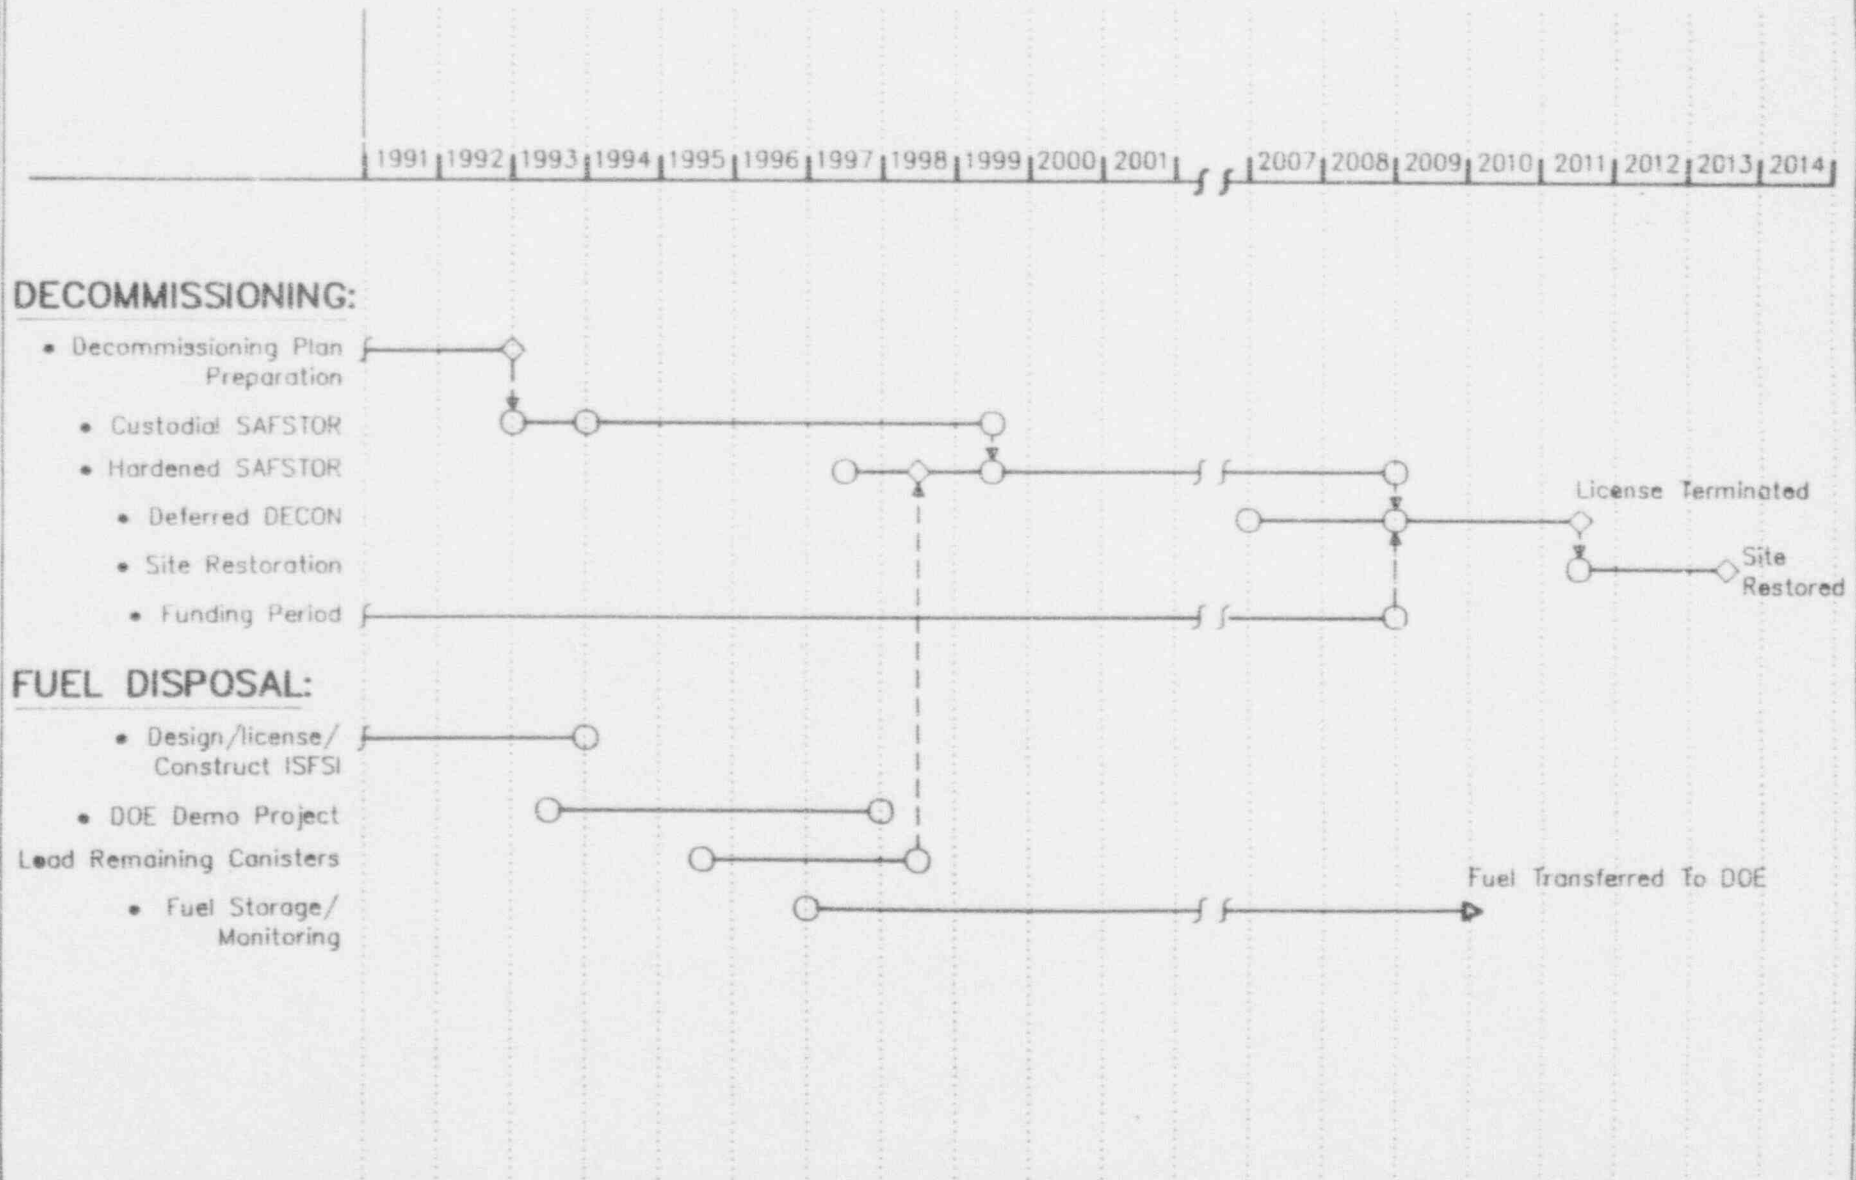 1991 1992 1993 1994 1995 1996 1997 1998 1999 2000 2001 2007 2008 2009 2010 2011 2012 2013 2014
DECOMMISSIONING:
• Decommissioning Plan
Preparation
• Custodial SAFSTOR
• Hardened SAFSTOR
License Terminated
• Deferred DECON
• Site Restoration
Site
Restored
• Funding Period
FUEL DISPOSAL:
• Design/license/
Construct ISFSI
• DOE Demo Project
Load Remaining Canisters
Fuel Transferred To DOE
• Fuel Storage/
Monitoring